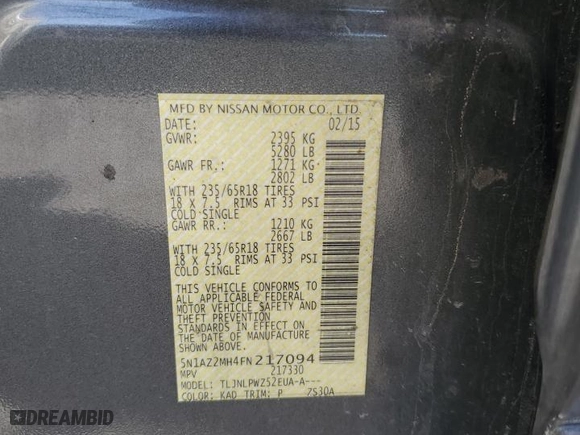 MFD BY NISSAN MOTOR CO., LTD.
DATE: 02/15
GVWR: 2395 KG
5280 LB
GAWR FR.: 1271 KG
2802 LB
WITH 235/65R18 TIRES
18 x 7.5 RIMS AT 33 PSI
COLD SINGLE
GAWR RR.: 1210 KG
2667 LB
WITH 235/65R18 TIRES
18 x 7.5 RIMS AT 33 PSI
COLD SINGLE
THIS VEHICLE CONFORMS TO
ALL APPLICABLE FEDERAL
MOTOR VEHICLE SAFETY
AND THEFT PREVENTION
STANDARDS IN EFFECT ON
THE DATE OF MANUFACTURE
SHOWN ABOVE.
5N1AZ2MH4FN217094
MPV 217330
MODEL: TLJNLPWZ52EUA-A---
COLOR: KAD TRIM: P 7530A
DREAMBID